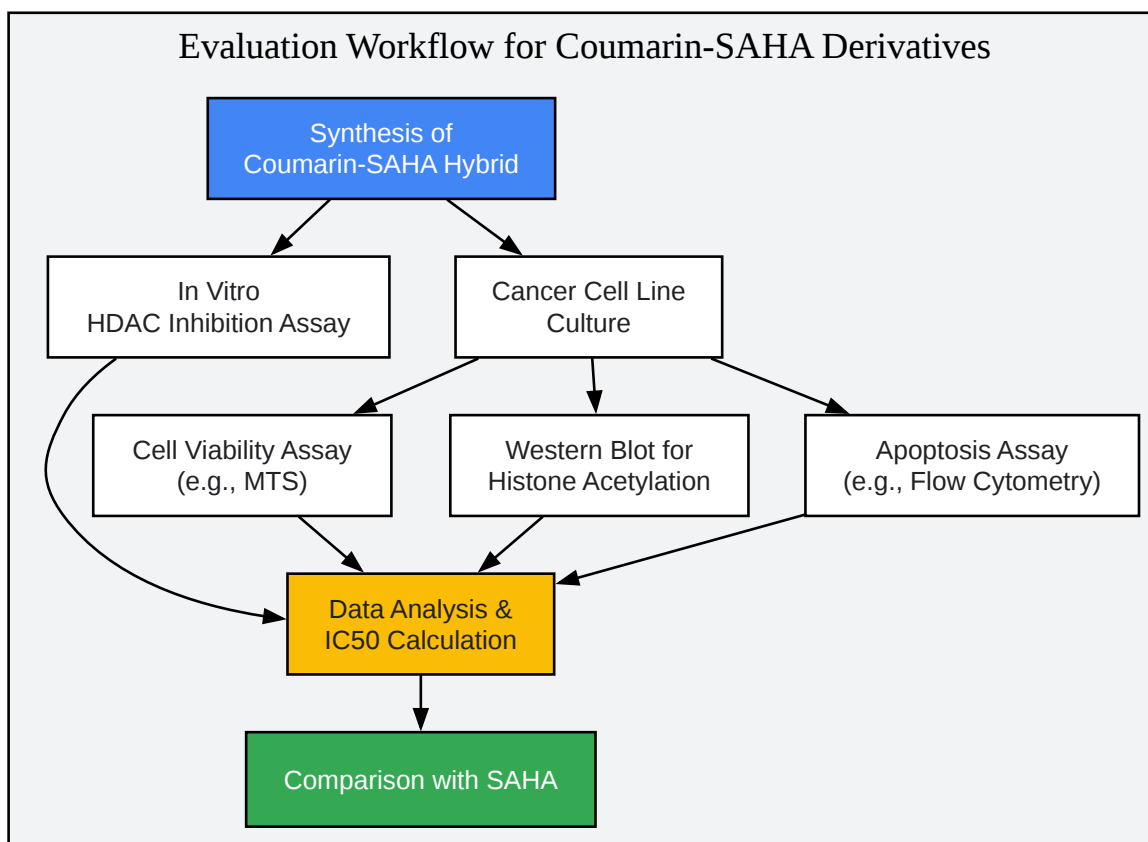 Evaluation Workflow for Coumarin-SAHA Derivatives
Synthesis of
Coumarin-SAHA Hybrid
In Vitro
HDAC Inhibition Assay
Cancer Cell Line
Culture
Cell Viability Assay
(e.g., MTS)
Western Blot for
Histone Acetylation
Apoptosis Assay
(e.g., Flow Cytometry)
Data Analysis &
IC50 Calculation
Comparison with SAHA